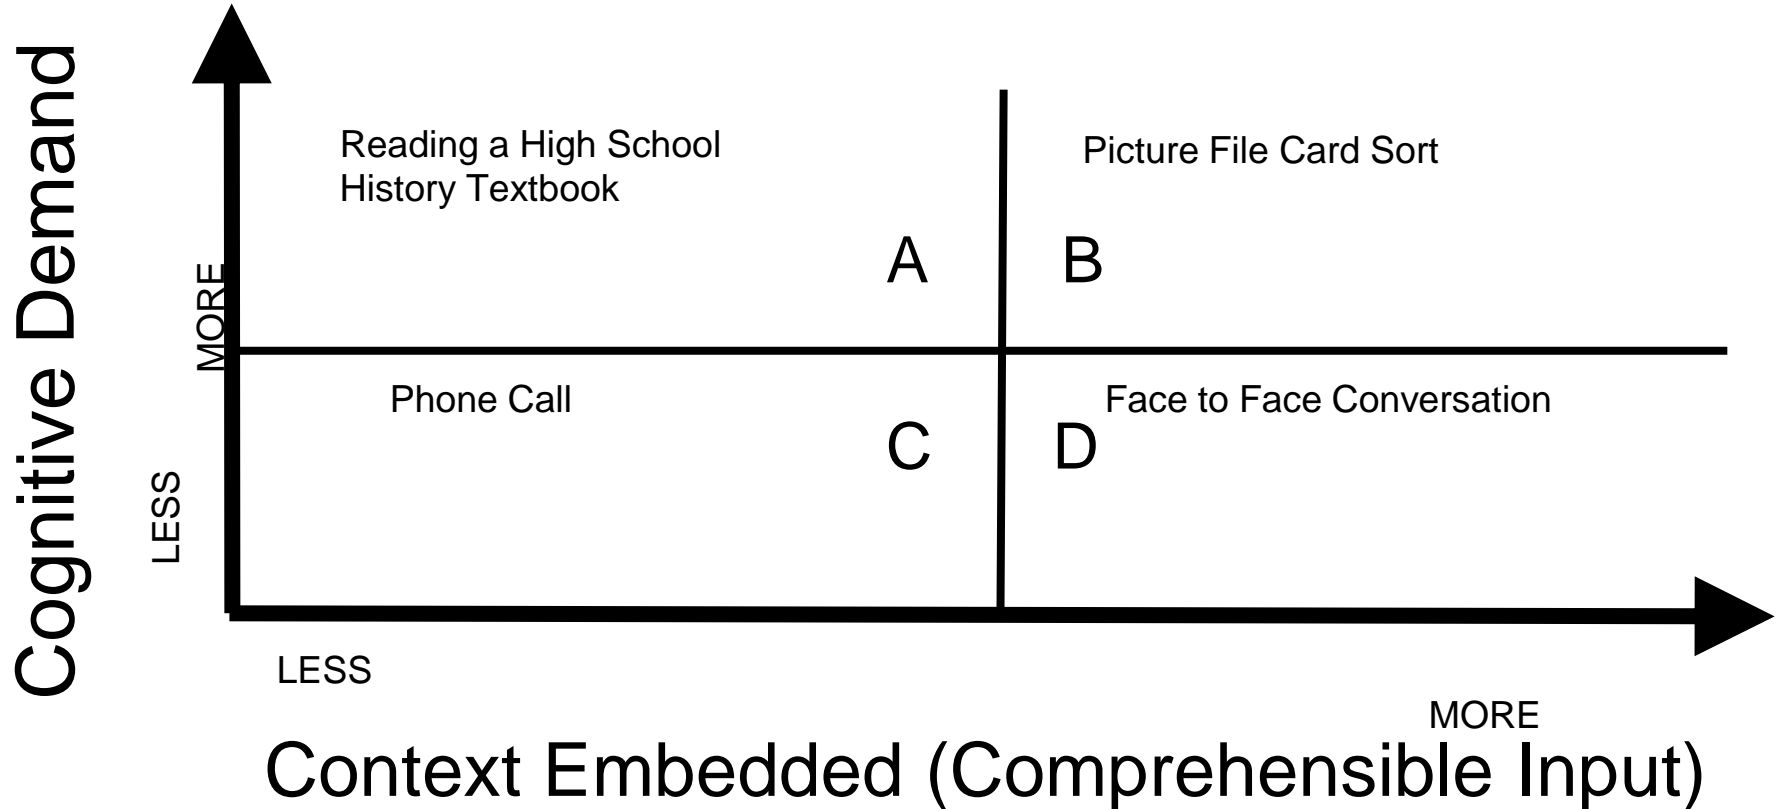 Cognitive Demand
MORE
LESS
Reading a High School
History Textbook
Picture File Card Sort
A
B
Phone Call
Face to Face Conversation
C
D
LESS
MORE
Context Embedded (Comprehensible Input)